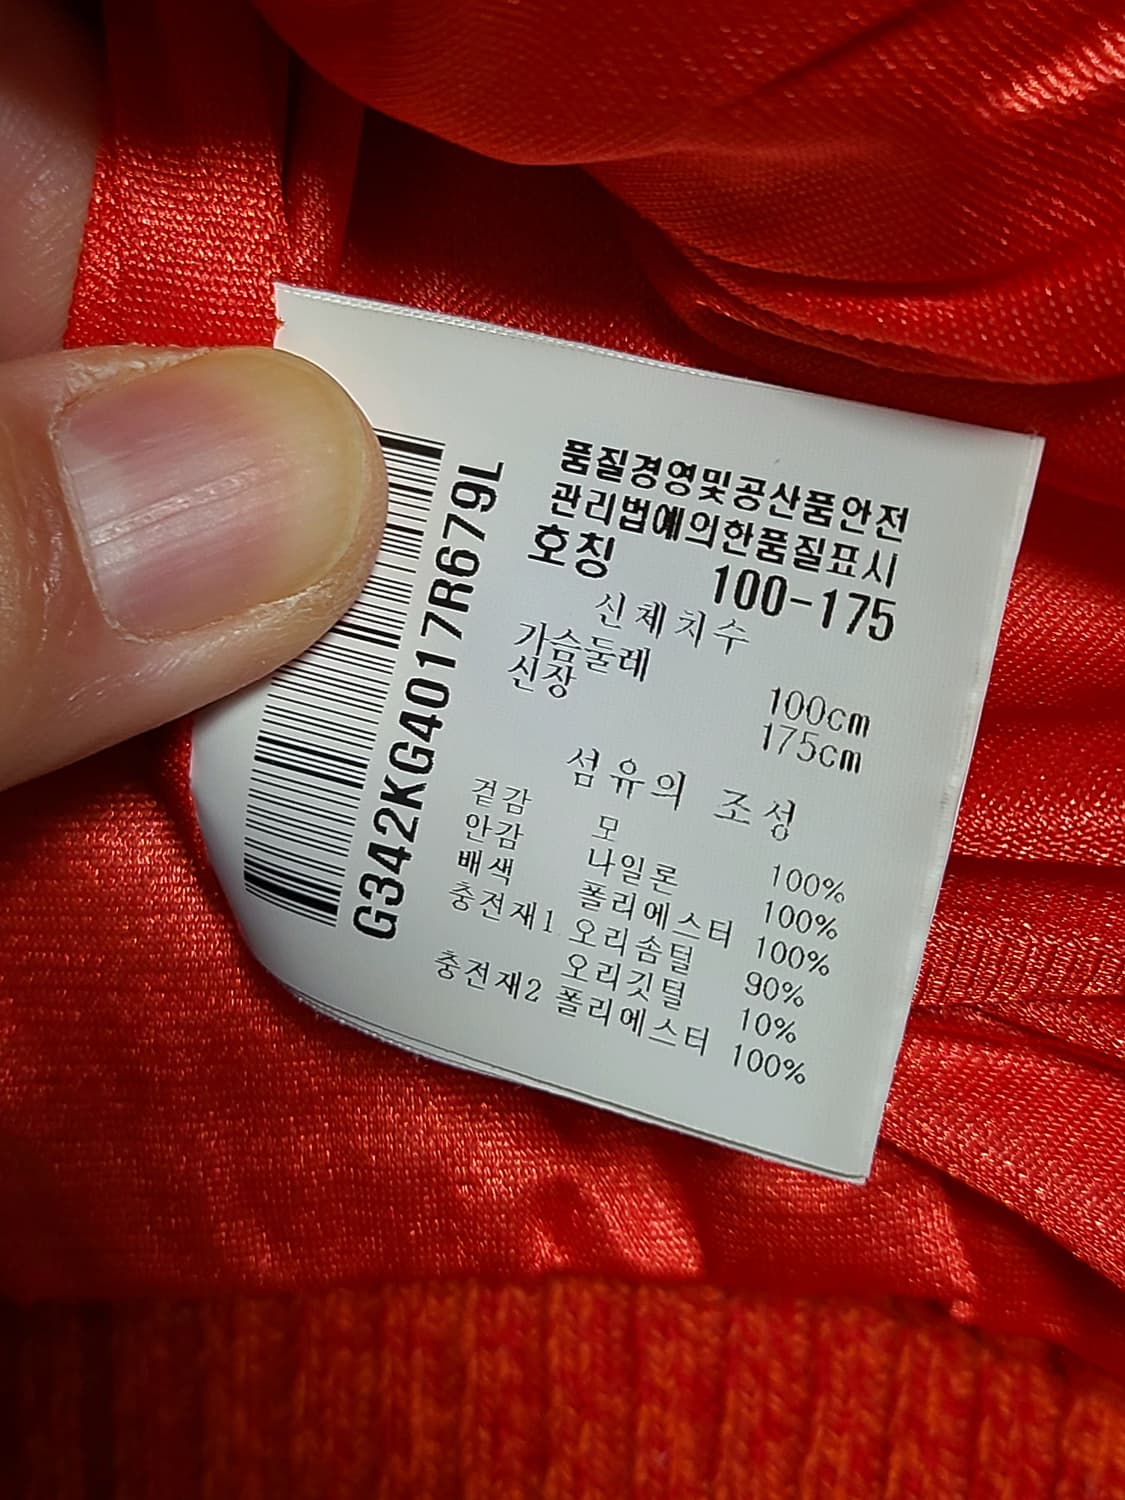 품질경영및공산품안전
관리법에의한품질표시
호칭 100-175
신체치수
가슴둘레 100cm
신장 175cm
섬유의 조성
겉감 모 100%
안감 나일론 100%
배색 폴리에스터 100%
충전재1 오리솜털 90%
오리깃털 10%
충전재2 폴리에스터 100%
G342KG4017R679L